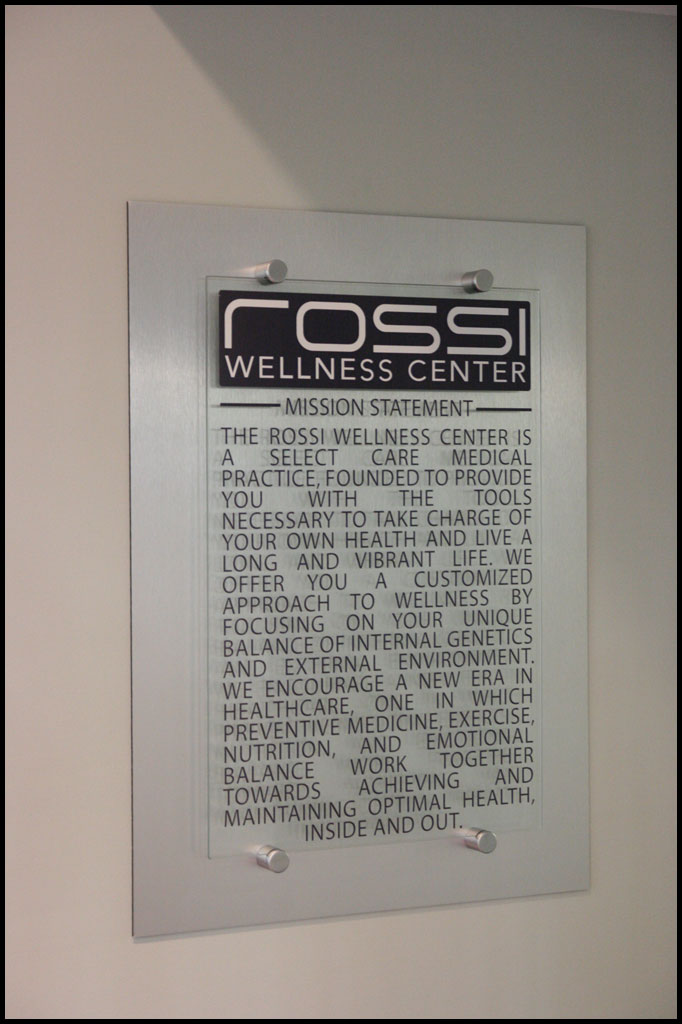 rossi
WELLNESS CENTER
MISSION STATEMENT
THE ROSSI WELLNESS CENTER IS
A SELECT CARE MEDICAL
PRACTICE, FOUNDED TO PROVIDE
YOU WITH THE TOOLS
NECESSARY TO TAKE CHARGE OF
YOUR OWN HEALTH AND LIVE A
LONG AND VIBRANT LIFE. WE
OFFER YOU A CUSTOMIZED
APPROACH TO WELLNESS BY
FOCUSING ON YOUR UNIQUE
BALANCE OF INTERNAL GENETICS
AND EXTERNAL ENVIRONMENT.
WE ENCOURAGE A NEW ERA IN
HEALTHCARE, ONE IN WHICH
PREVENTIVE MEDICINE, EXERCISE,
NUTRITION, AND EMOTIONAL
BALANCE WORK TOGETHER
TOWARDS ACHIEVING AND
MAINTAINING OPTIMAL HEALTH,
INSIDE AND OUT.